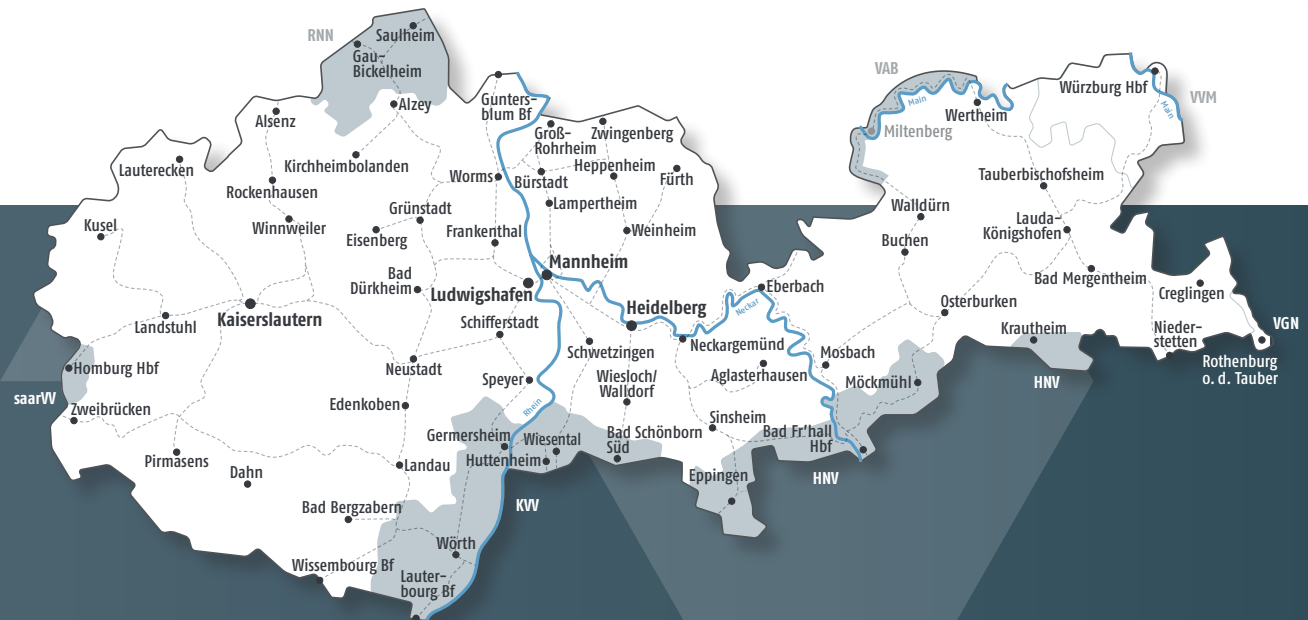 RNN
Saulheim
Gau-
Bickelheim
Alzey
Alsenz
Gunters-
blum Bf
Groß-
Rohrheim
Zwingenberg
VAB
Main
Miltenberg
Wertheim
Würzburg Hbf
Main
VVM
Lauterecken
Kirchheimbolanden
Rockenhausen
Worms
Bürstadt
Heppenheim
Fürth
Tauberbischofsheim
Kusel
Winnweiler
Grünstadt
Eisenberg
Frankenthal
Lampertheim
Weinheim
Walldürn
Buchen
Lauda-
Königshofen
Bad Mergentheim
Creglingen
Bad
Dürkheim
Mannheim
Ludwigshafen
Kaiserslautern
Landstuhl
Schifferstadt
Heidelberg
Neckar
Eberbach
Osterburken
Krautheim
Nieder-
stetten
VGN
Rothenburg
o. d. Tauber
Homburg Hbf
saarVV
Zweibrücken
Neustadt
Schwetzingen
Neckargemünd
Mosbach
Speyer
Wiesloch/
Walldorf
Aglasterhausen
Möckmühl
HNV
Edenkoben
Rhein
Sinsheim
Germersheim
Wiesental
Bad Schönborn
Süd
Bad Fr'hall
Hbf
Pirmasens
Dahn
Landau
Huttenheim
Eppingen
HNV
KVV
Bad Bergzabern
Wörth
Wissembourg Bf
Lauter-
bourg Bf